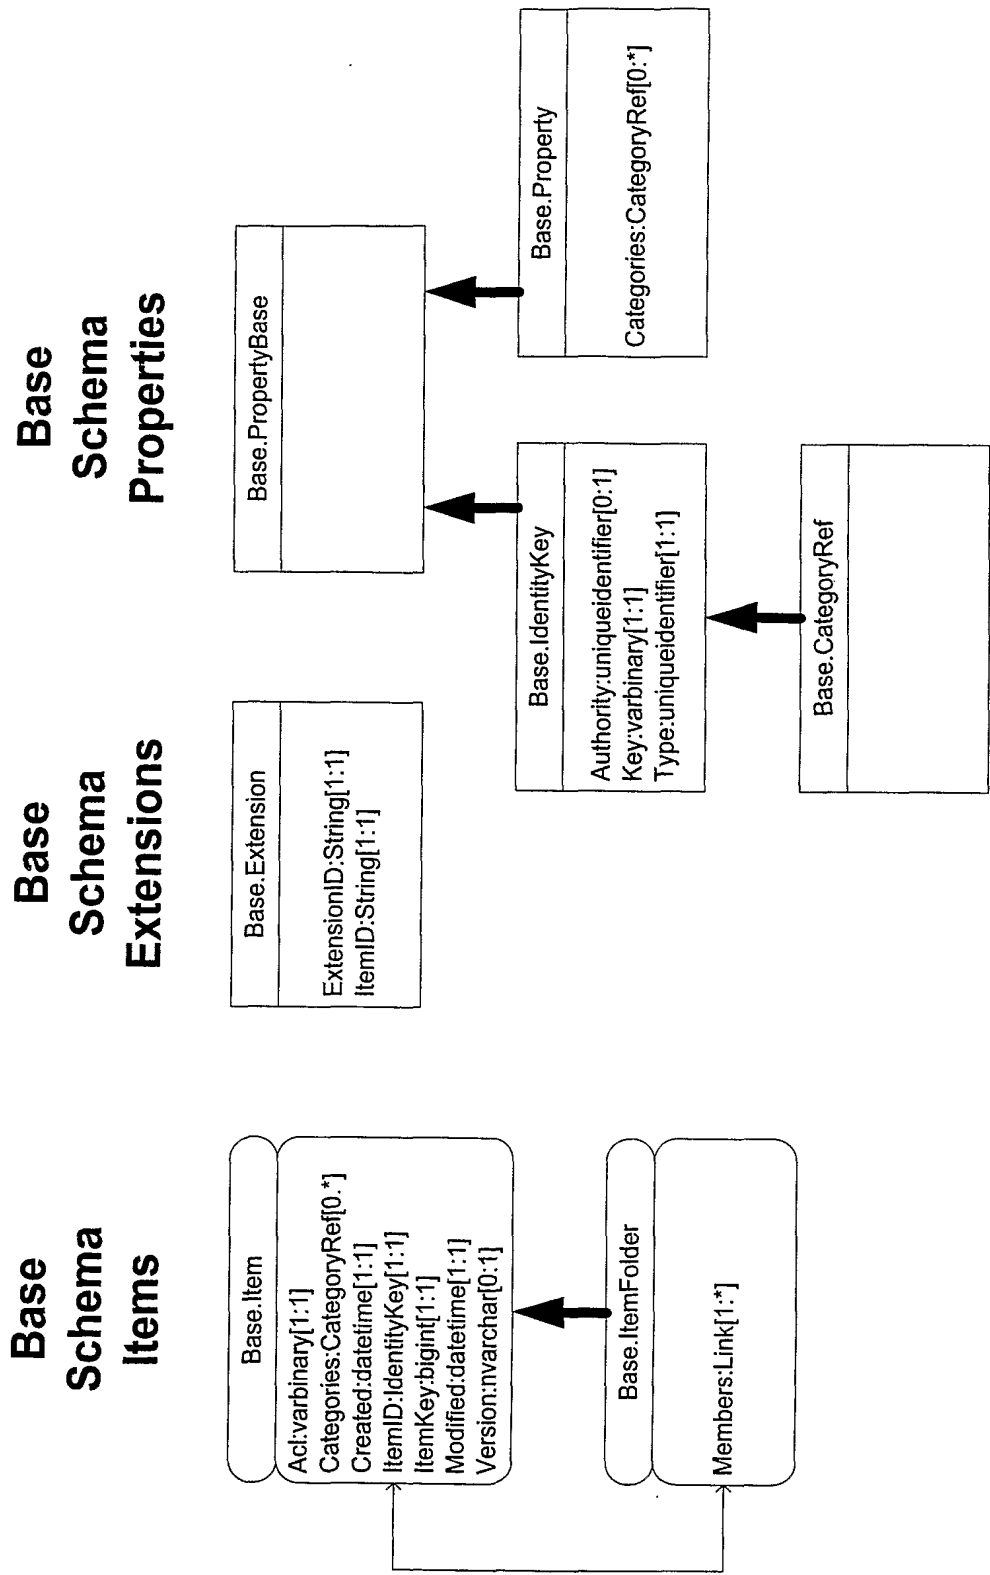 Base
Schema
Items
Base.Item
Acl:varbinary[1:1]
Categories:CategoryRef[0.*]
Created:datetime[1:1]
ItemID:IdentityKey[1:1]
ItemKey:bigint[1:1]
Modified:datetime[1:1]
Version:nvarchar[0:1]
Base.ItemFolder
Members:Link[1:*]
Base
Schema
Extensions
Base.Extension
ExtensionID:String[1:1]
ItemID:String[1:1]
Base
Schema
Properties
Base.PropertyBase
Base.IdentityKey
Authority:uniqueidentifier[0:1]
Key:varbinary[1:1]
Type:uniqueidentifier[1:1]
Base.Property
Categories:CategoryRef[0:*]
Base.CategoryRef